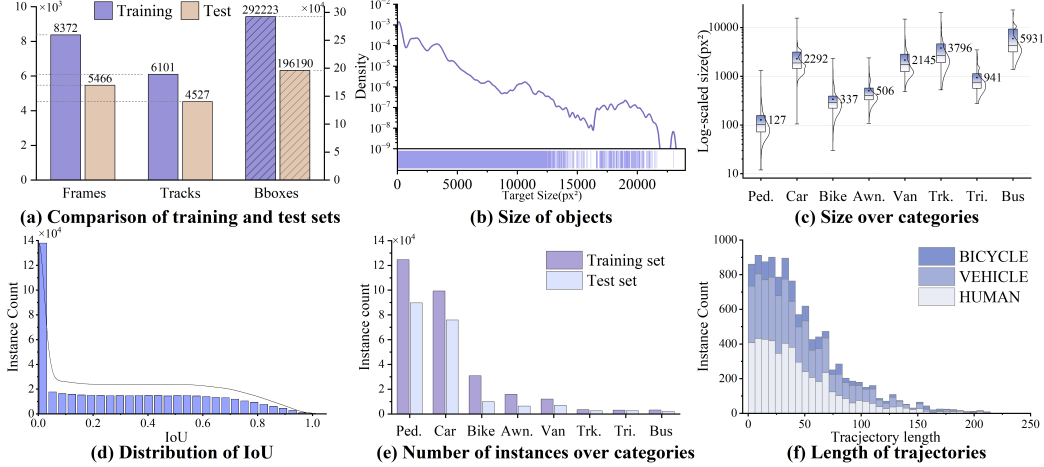 ×10³ Training Test ×10⁴
10 30
8372 292223
8 25
6101 20
6 5466 196190
4527 15
4 10
2 5
0 0
Frames Tracks Bboxes
(a) Comparison of training and test sets
Density
10⁻²
10⁻³
10⁻⁴
10⁻⁵
10⁻⁶
10⁻⁷
10⁻⁸
10⁻⁹
0 5000 10000 15000 20000
Target Size(px²)
(b) Size of objects
Log-scaled size(px²)
10000
1000
100
10
127 2292 337 506 2145 3796 941 5931
Ped. Car Bike Awn. Van Trk. Tri. Bus
(c) Size over categories
×10⁴
Instance Count
14
12
10
8
6
4
2
0
0.0 0.2 0.4 0.6 0.8 1.0
IoU
(d) Distribution of IoU
×10⁴
Instance count
14
12
10
8
6
4
2
0
Training set
Test set
Ped. Car Bike Awn. Van Trk. Tri. Bus
(e) Number of instances over categories
Instance Count
1000
800
600
400
200
0
BICYCLE
VEHICLE
HUMAN
0 25 50 75 100 125 150 175 200 225 250
Tracjectory length
(f) Length of trajectories